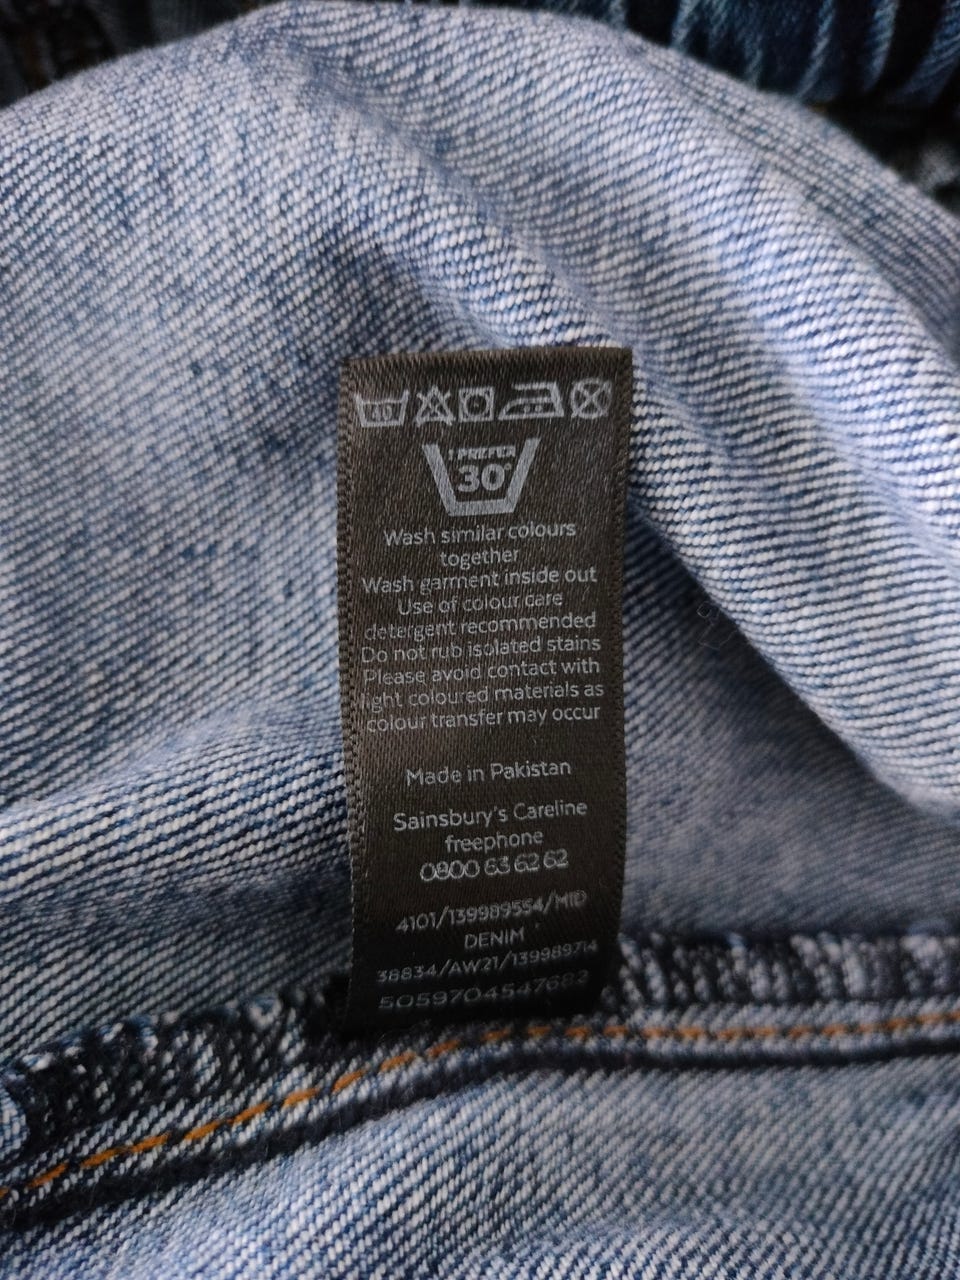 40
I PREFER
30°
Wash similar colours
together
Wash garment inside out
Use of colour care
detergent recommended
Do not rub isolated stains
Please avoid contact with
light coloured materials as
colour transfer may occur
Made in Pakistan
Sainsbury's Careline
freephone
0800 63 62 62
4101/139989554/MID
DENIM
38834/AW21/139989714
5059704547682